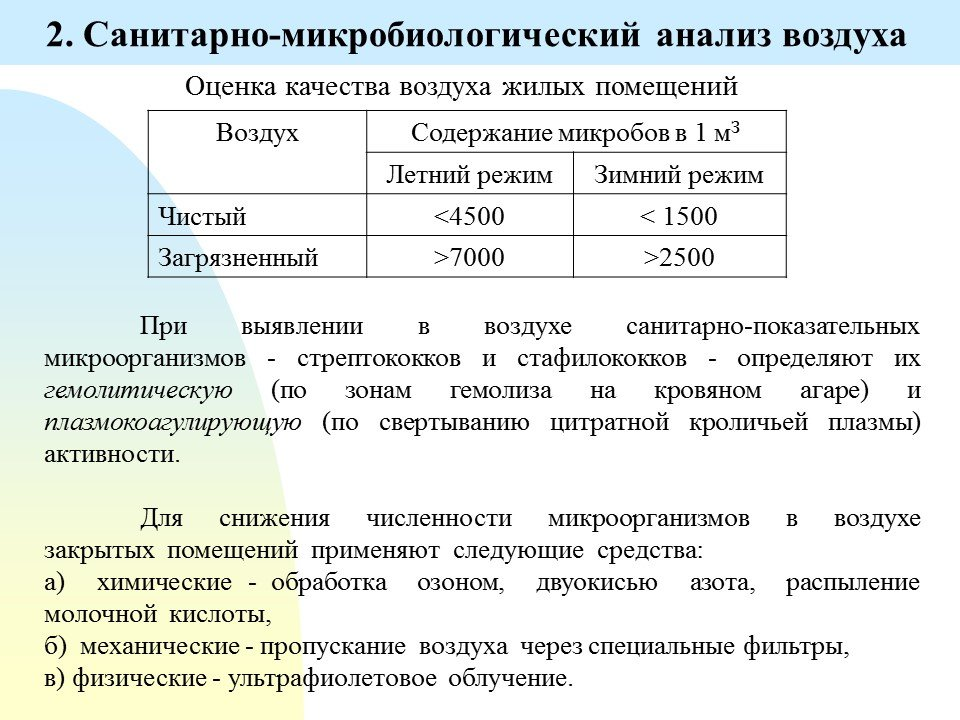 2. Санитарно-микробиологический анализ воздуха
Оценка качества воздуха жилых помещений
Воздух Содержание микробов в 1 м³
Летний режим Зимний режим
Чистый <4500 < 1500
Загрязненный >7000 >2500
При выявлении в воздухе санитарно-показательных
микроорганизмов - стрептококков и стафилококков - определяют их
гемолитическую (по зонам гемолиза на кровяном агаре) и
плазмокоагулирующую (по свертыванию цитратной кроличьей плазмы)
активности.
Для снижения численности микроорганизмов в воздухе
закрытых помещений применяют следующие средства:
а) химические - обработка озоном, двуокисью азота, распыление
молочной кислоты,
б) механические - пропускание воздуха через специальные фильтры,
в) физические - ультрафиолетовое облучение.